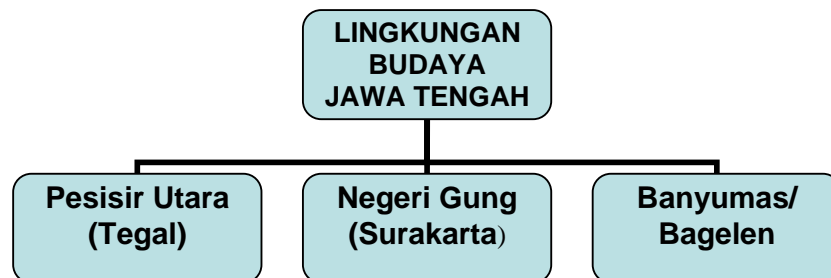 LINGKUNGAN
BUDAYA
JAWA TENGAH
Pesisir Utara
(Tegal)
Negeri Gung
(Surakarta)
Banyumas/
Bagelen